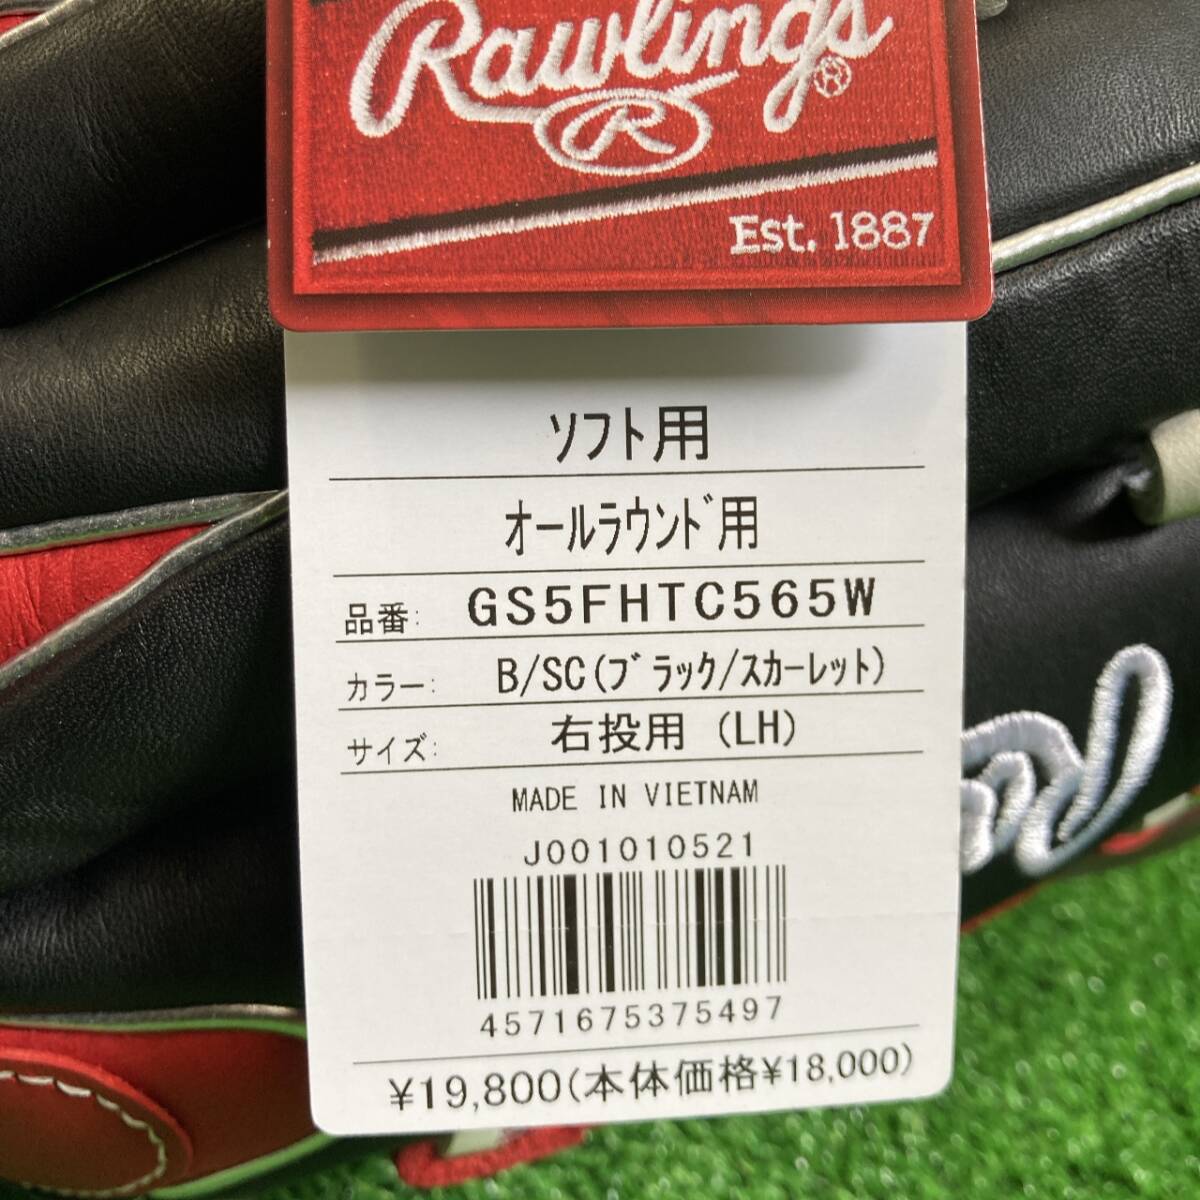 Rawlings®
R
Est. 1887
ソフト用
オールラウンド用
品番: GS5FHTC565W
カラー: B/SC(ブラック/スカーレット)
サイズ: 右投用 (LH)
MADE IN VIETNAM
J001010521
4571675375497
¥19,800(本体価格¥18,000)